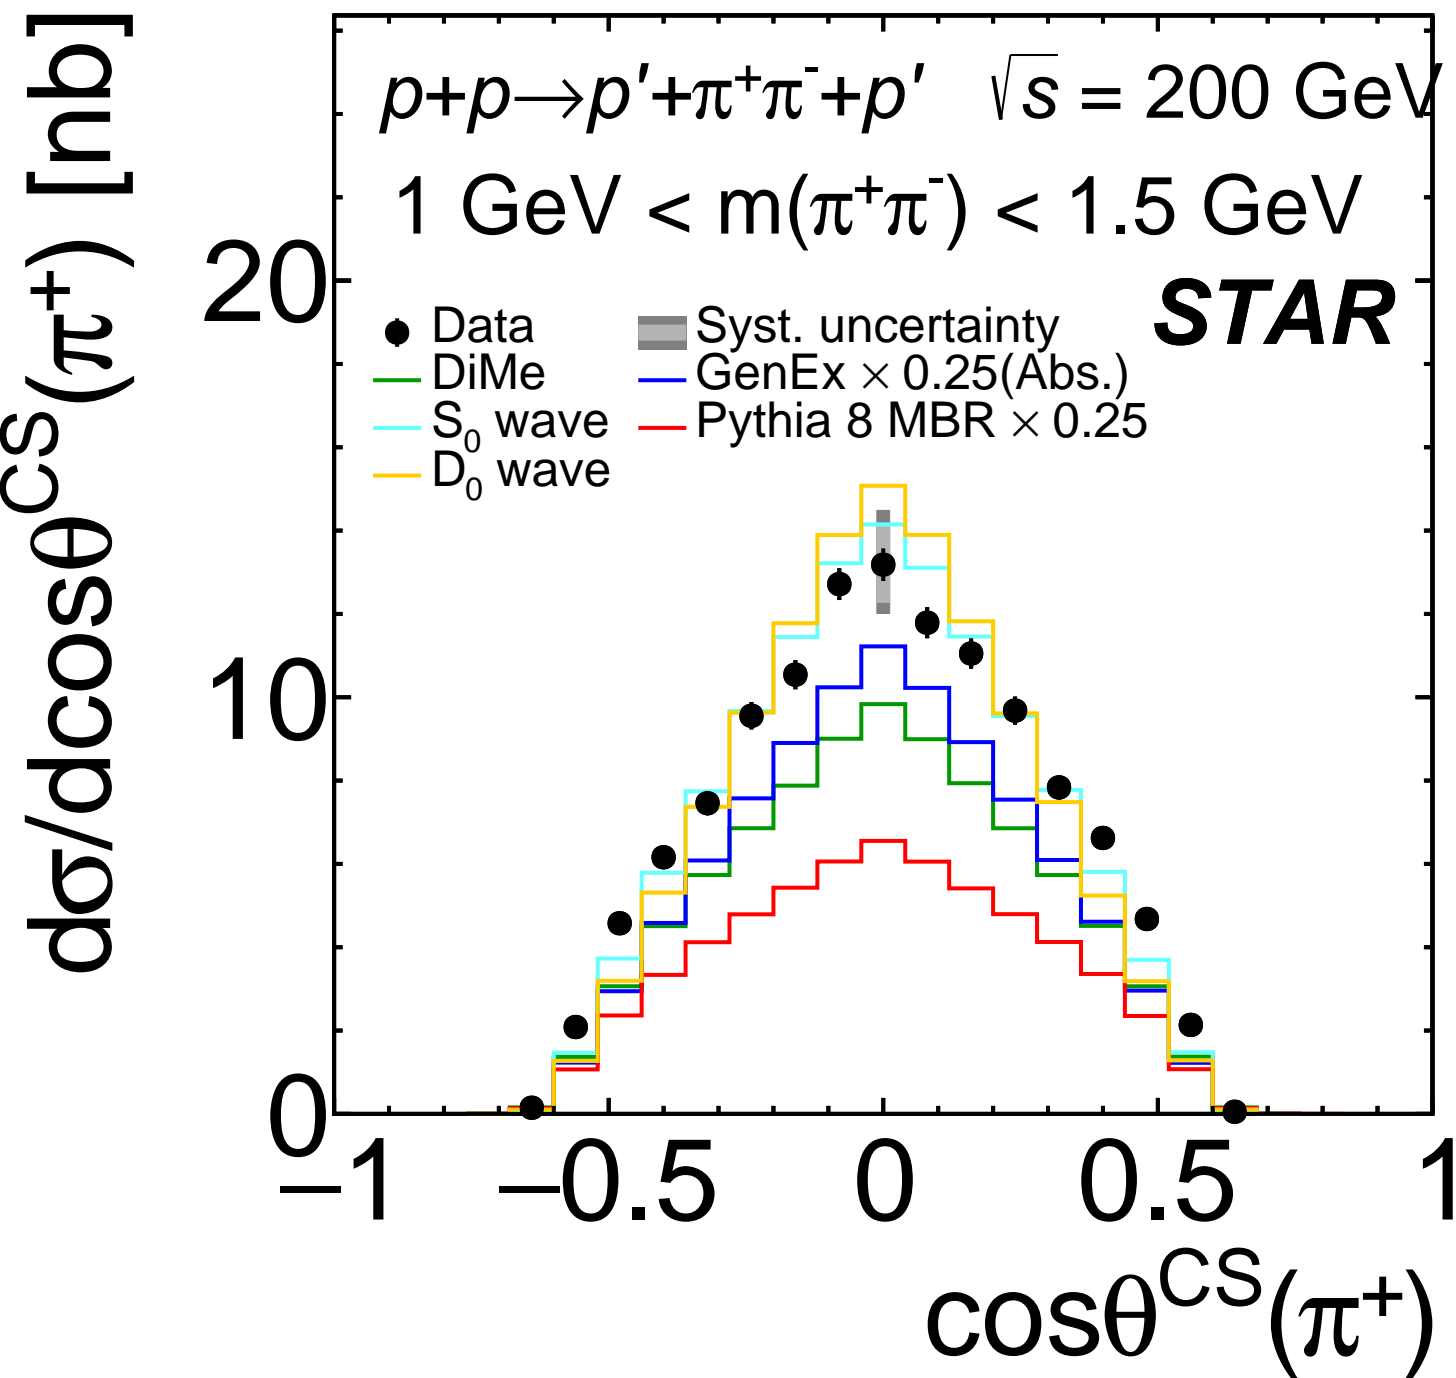 dσ/dcosθ^CS(π⁺) [nb]
p+p→p′+π⁺π⁻+p′ √s = 200 GeV
1 GeV < m(π⁺π⁻) < 1.5 GeV
STAR
Data
Syst. uncertainty
DiMe
GenEx × 0.25(Abs.)
S₀ wave
Pythia 8 MBR × 0.25
D₀ wave
20
10
0
−1 −0.5 0 0.5 1
cosθ^CS(π⁺)